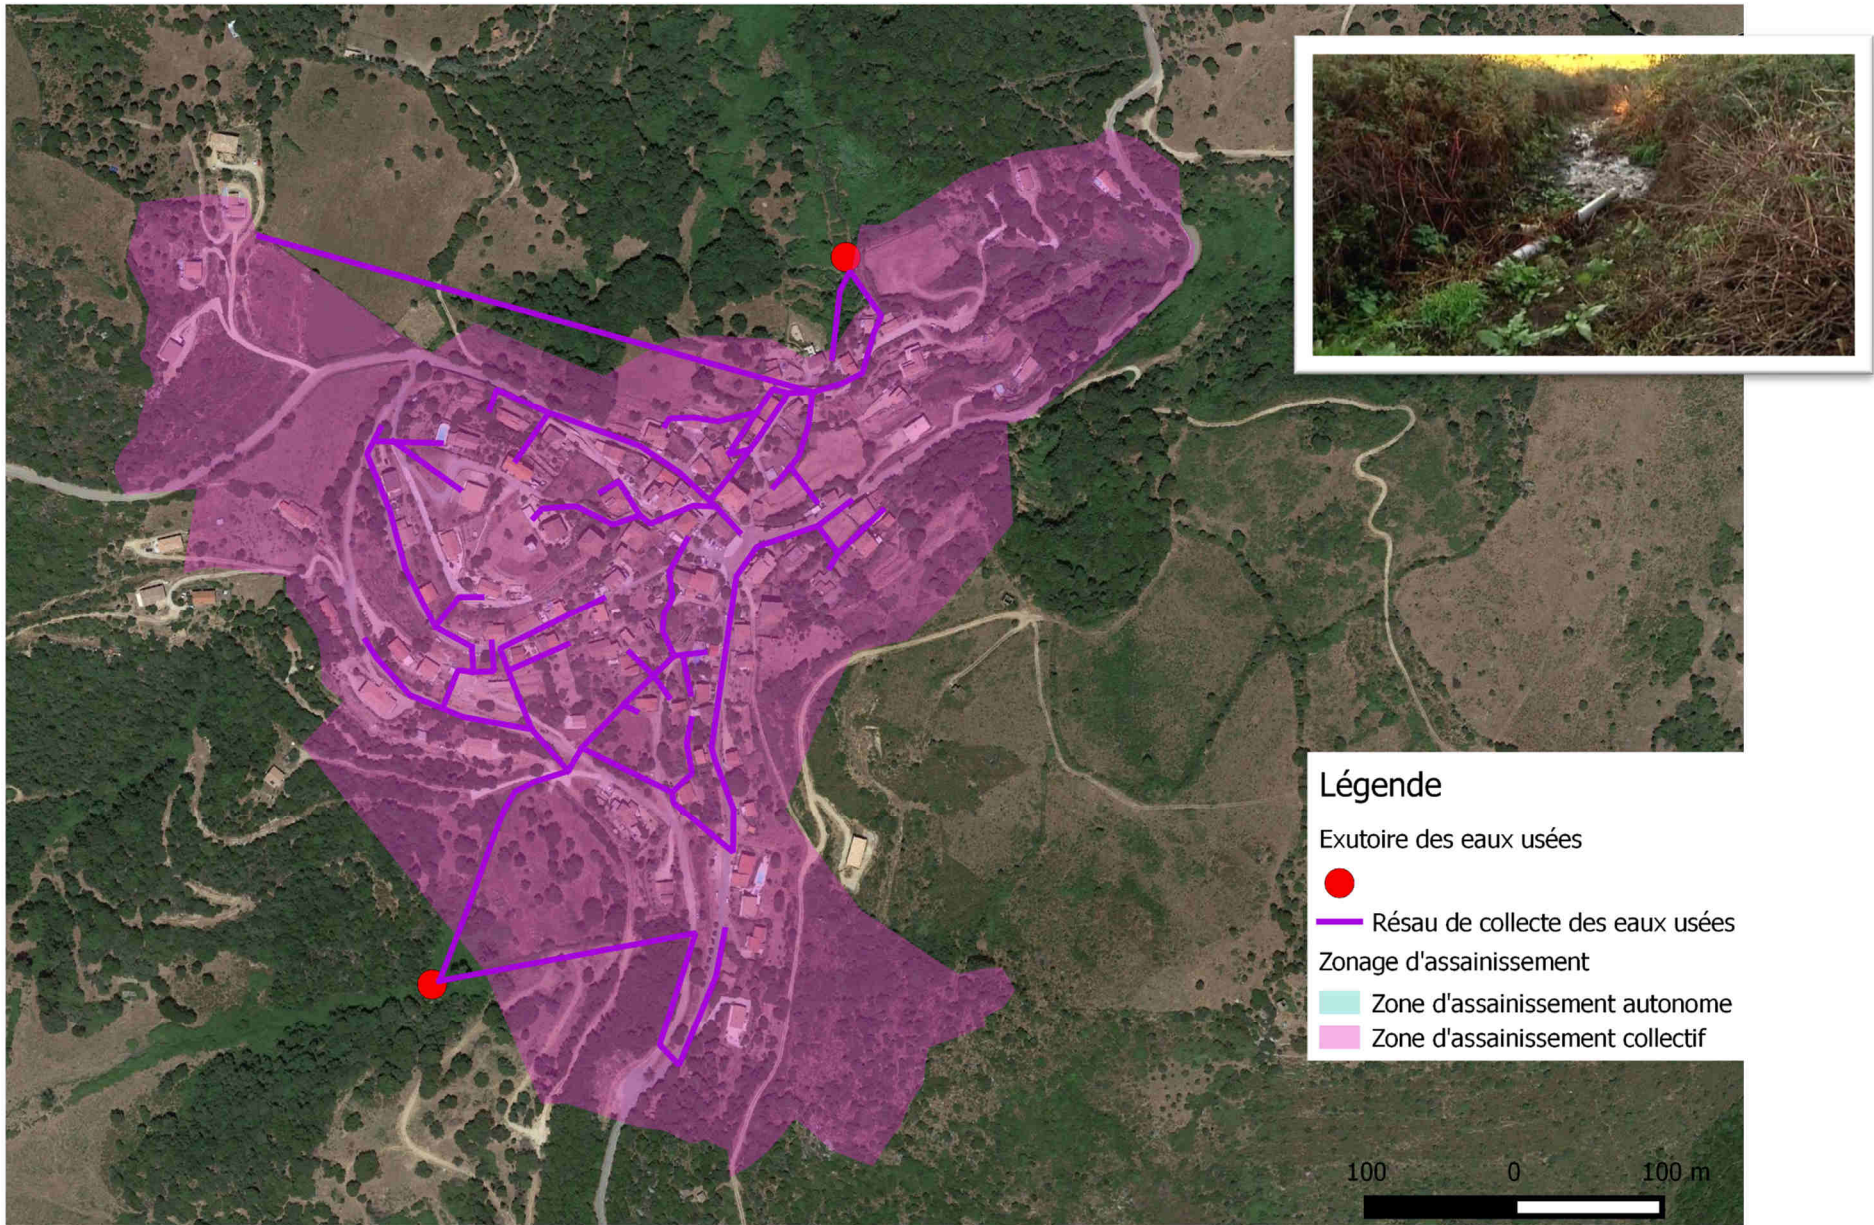 Légende
Exutoire des eaux usées
Résau de collecte des eaux usées
Zonage d'assainissement
Zone d'assainissement autonome
Zone d'assainissement collectif
100 0 100 m